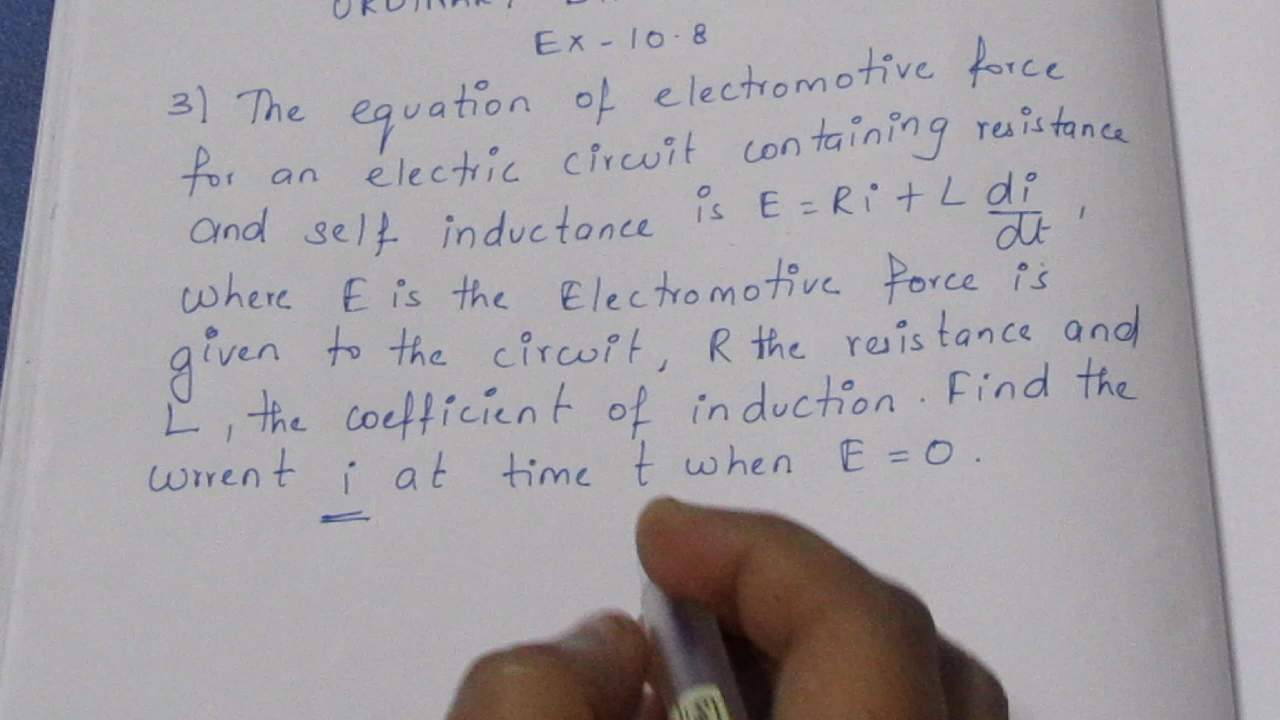 Ex - 10.8
3) The equation of electromotive force
for an electric circuit containing resistance
and self inductance is E = Ri + L di/dt,
where E is the Electromotive force is
given to the circuit, R the resistance and
L, the coefficient of induction. Find the
current i at time t when E = 0.